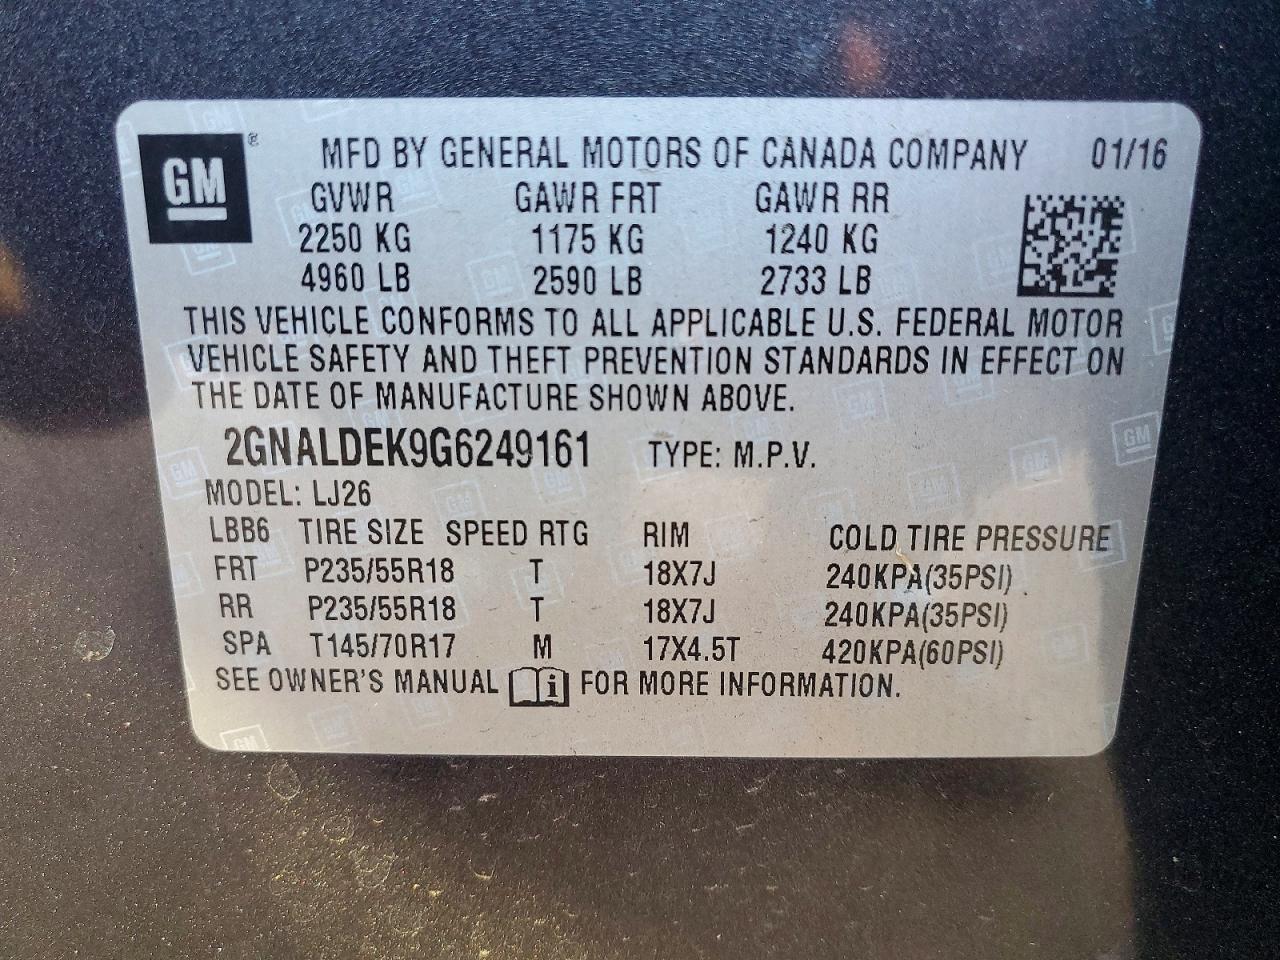 GM ® MFD BY GENERAL MOTORS OF CANADA COMPANY 01/16
GVWR GAWR FRT GAWR RR
2250 KG 1175 KG 1240 KG
4960 LB 2590 LB 2733 LB
THIS VEHICLE CONFORMS TO ALL APPLICABLE U.S. FEDERAL MOTOR
VEHICLE SAFETY AND THEFT PREVENTION STANDARDS IN EFFECT ON
THE DATE OF MANUFACTURE SHOWN ABOVE.
2GNALDEK9G6249161 TYPE: M.P.V.
MODEL: LJ26
LBB6 TIRE SIZE SPEED RTG RIM COLD TIRE PRESSURE
FRT P235/55R18 T 18X7J 240KPA(35PSI)
RR P235/55R18 T 18X7J 240KPA(35PSI)
SPA T145/70R17 M 17X4.5T 420KPA(60PSI)
SEE OWNER'S MANUAL i FOR MORE INFORMATION.